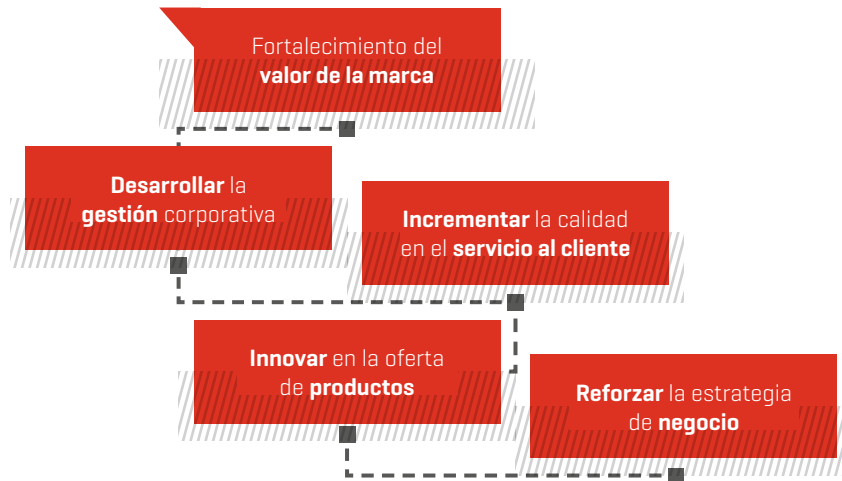 Fortalecimiento del
valor de la marca
Desarrollar la
gestión corporativa
Incrementar la calidad
en el servicio al cliente
Innovar en la oferta
de productos
Reforzar la estrategia
de negocio